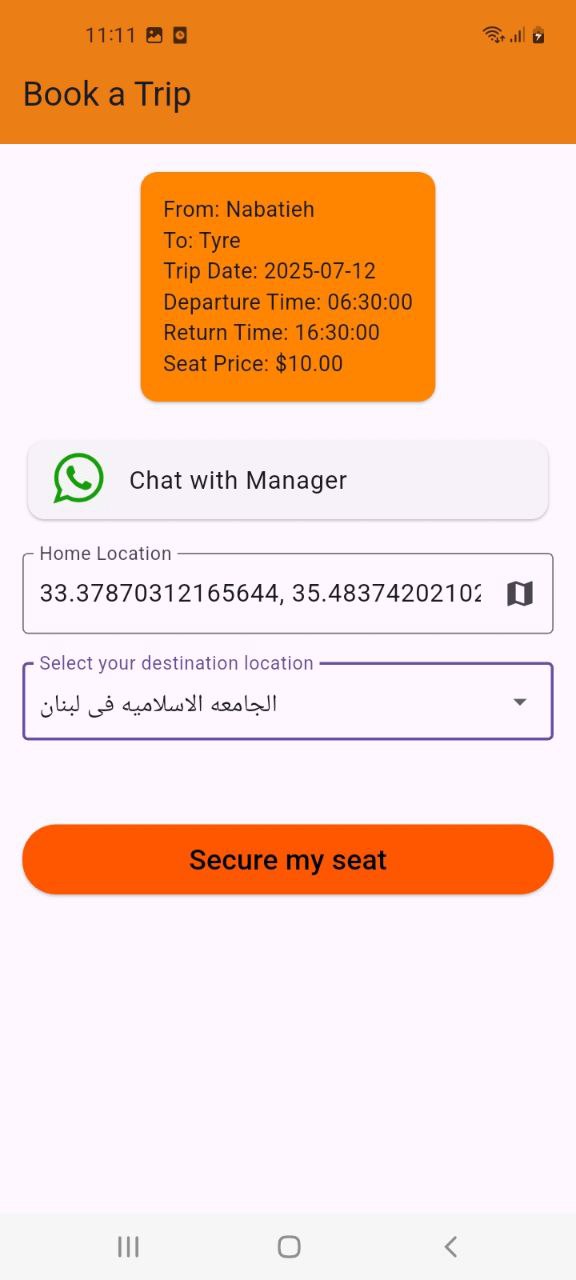 11:11
Book a Trip
From: Nabatieh
To: Tyre
Trip Date: 2025-07-12
Departure Time: 06:30:00
Return Time: 16:30:00
Seat Price: $10.00
Chat with Manager
Home Location
33.37870312165644, 35.48374202102
Select your destination location
الجامعه الاسلاميه فى لبنان
Secure my seat